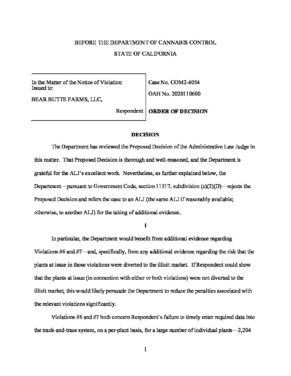 BEFORE THE DEPARTMENT OF CANNABIS CONTROL
STATE OF CALIFORNIA
In the Matter of the Notice of Violation
Issued to:
BEAR BUTTE FARMS, LLC,
Respondent
Case No. COM2-4054
OAH No. 2020110600
ORDER OF DECISION
DECISION
The Department has reviewed the Proposed Decision of the Administrative Law Judge in
this matter. That Proposed Decision is thorough and well-reasoned, and the Department is
grateful for the ALJ's excellent work. Nevertheless, as further explained below, the
Department—pursuant to Government Code, section 11517, subdivision (c)(2)(D)—rejects the
Proposed Decision and refers the case to an ALJ (the same ALJ if reasonably available;
otherwise, to another ALJ) for the taking of additional evidence.
I
In particular, the Department would benefit from additional evidence regarding
Violations #6 and #7—and, specifically, from any additional evidence regarding the risk that the
plants at issue in those violations were diverted to the illicit market. If Respondent could show
that the plants at issue (in connection with either or both violations) were not diverted to the
illicit market, this would likely persuade the Department to reduce the penalties associated with
the relevant violations significantly.
Violations #6 and #7 both concern Respondent's failure to timely enter required data into
the track-and-trace system, on a per-plant basis, for a large number of individual plants—2,204
1